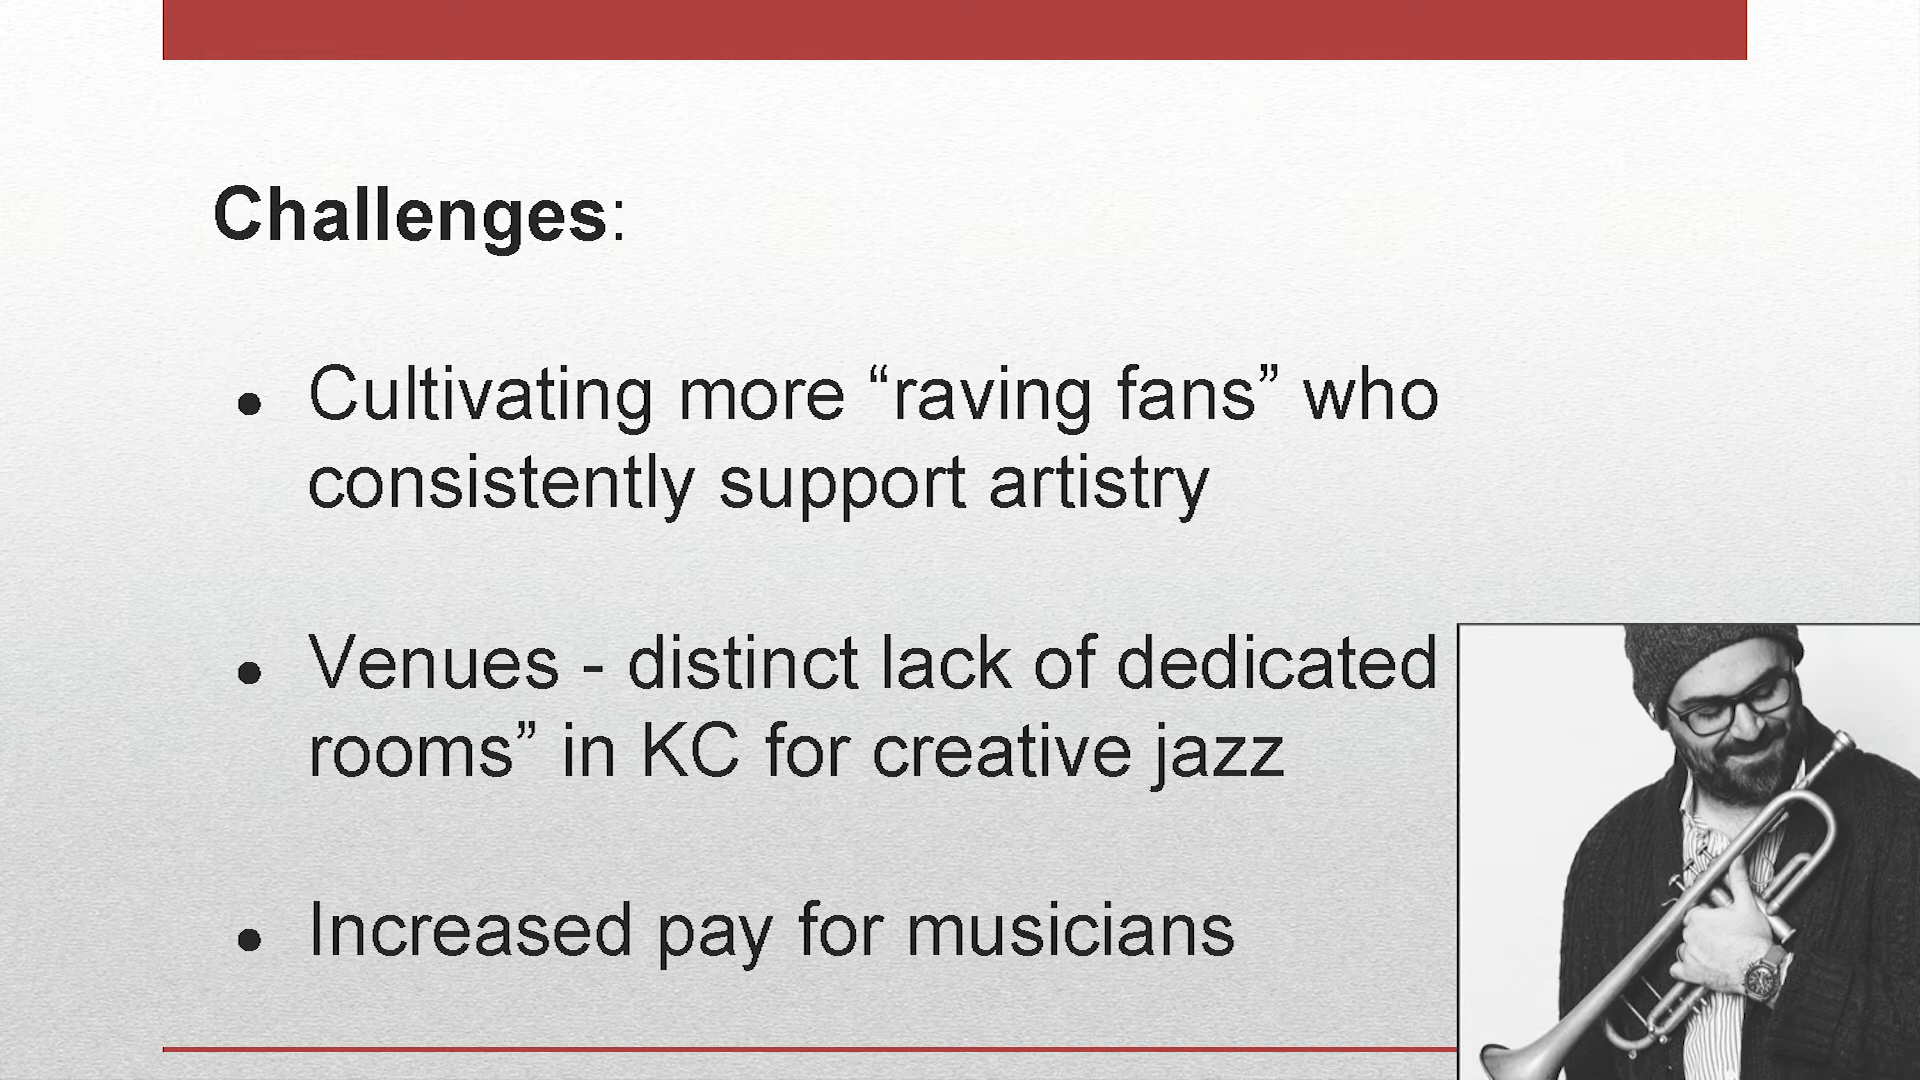 Challenges:
● Cultivating more “raving fans” who
consistently support artistry
● Venues - distinct lack of dedicated
rooms” in KC for creative jazz
● Increased pay for musicians